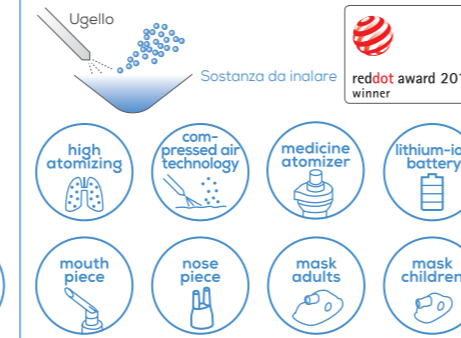 Ugello
Sostanza da inalare
reddot award
winner
high
atomizing
com-
pressed air
technology
medicine
atomizer
battery
mouth
piece
nose
piece
mask
adults
mask
children